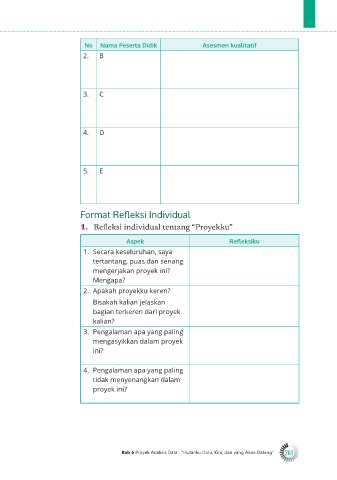 No Nama Peserta Didik Asesmen kualitatif
2. B
3. C
4. D
5. E
Format Refleksi Individual
1. Refleksi individual tentang “Proyekku”
Aspek Refleksiku
1. Secara keseluruhan, saya
tertantang, puas dan senang
mengerjakan proyek ini?
Mengapa?
2. Apakah proyekku keren?
Bisakah kalian jelaskan
bagian terkeren dari proyek
kalian?
3. Pengalaman apa yang paling
mengasyikkan dalam proyek
ini?
4. Pengalaman apa yang paling
tidak menyenangkan dalam
proyek ini?
Bab 6 Proyek Analisis Data : “Hutanku Dulu, Kini, dan yang Akan Datang” 261